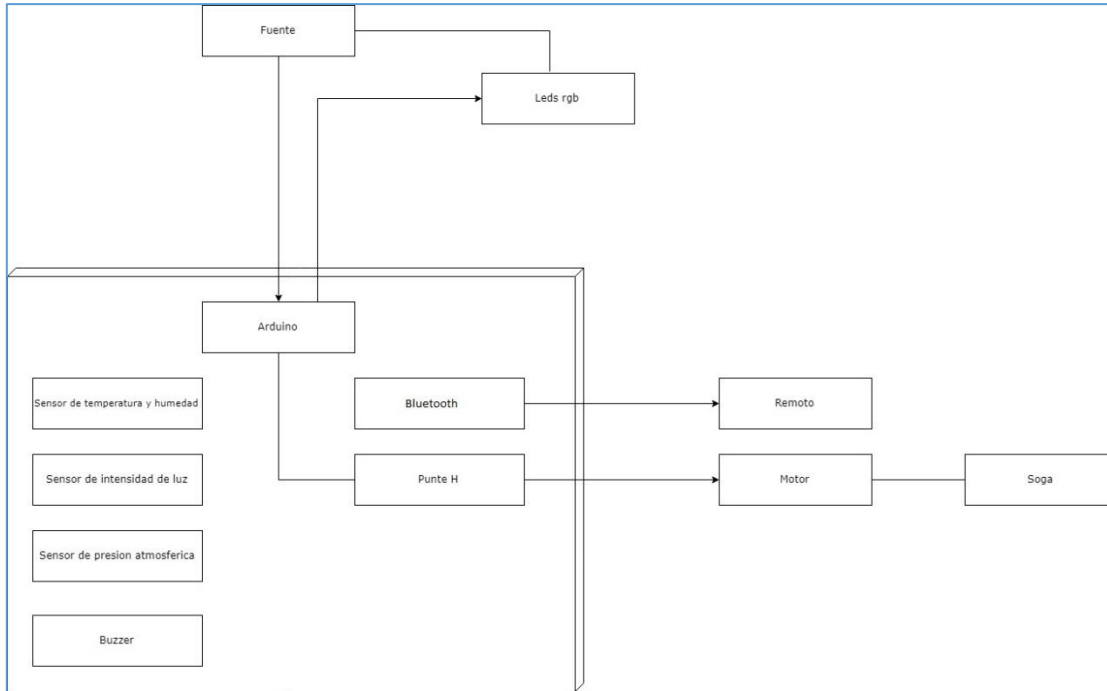 Fuente
Leds rgb
Arduino
Sensor de temperatura y humedad
Bluetooth
Remoto
Sensor de intensidad de luz
Punte H
Motor
Soga
Sensor de presion atmosferica
Buzzer